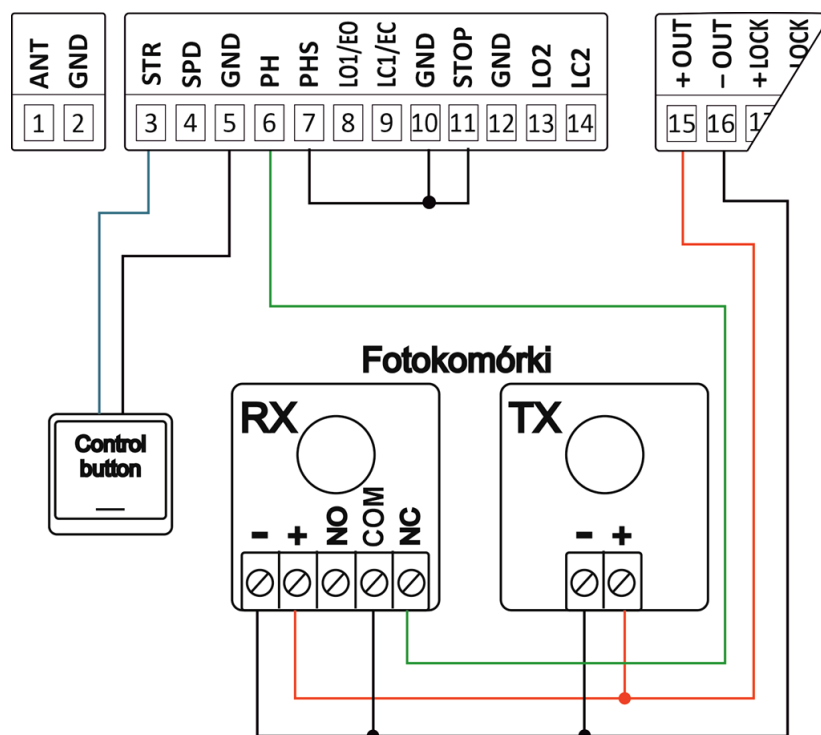 ANT GND
1 2
STR SPD GND PH PHS LO1/EO LC1/EC GND STOP GND LO2 LC2
3 4 5 6 7 8 9 10 11 12 13 14
+ OUT – OUT + LOCK LOCK
15 16 17
Fotokomórki
RX
TX
Control
button
- + NO COM NC
- +